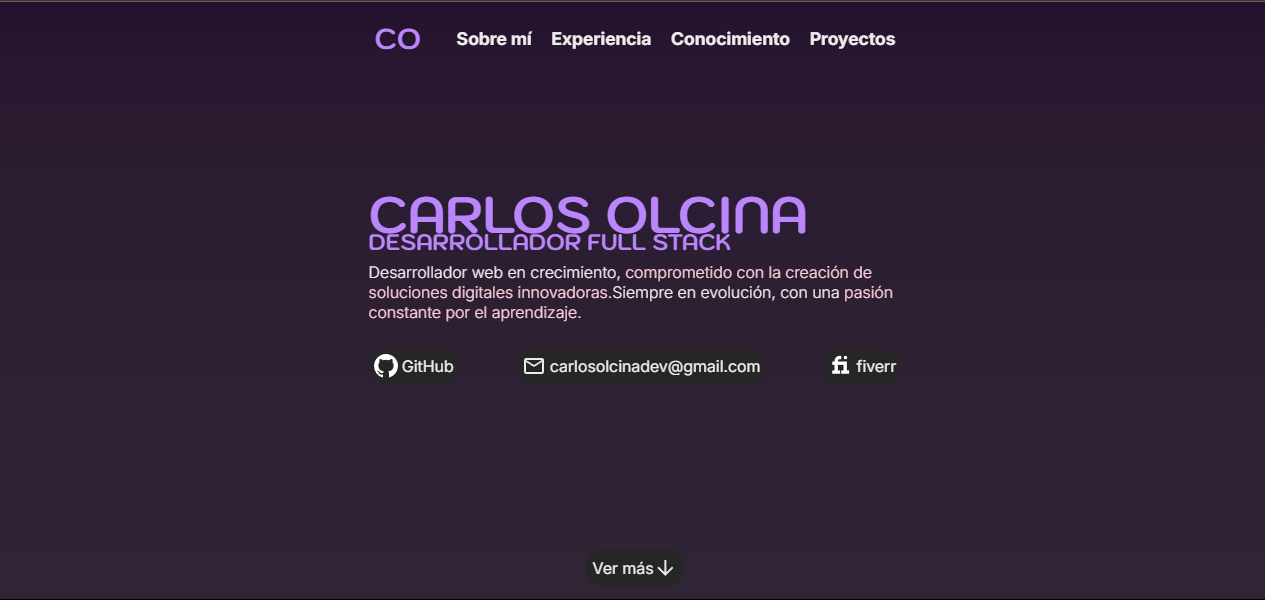 CO Sobre mí Experiencia Conocimiento Proyectos
CARLOS OLCINA
DESARROLLADOR FULL STACK
Desarrollador web en crecimiento, comprometido con la creación de
soluciones digitales innovadoras.Siempre en evolución, con una pasión
constante por el aprendizaje.
GitHub carlosolcinadev@gmail.com fi fiverr
Ver más